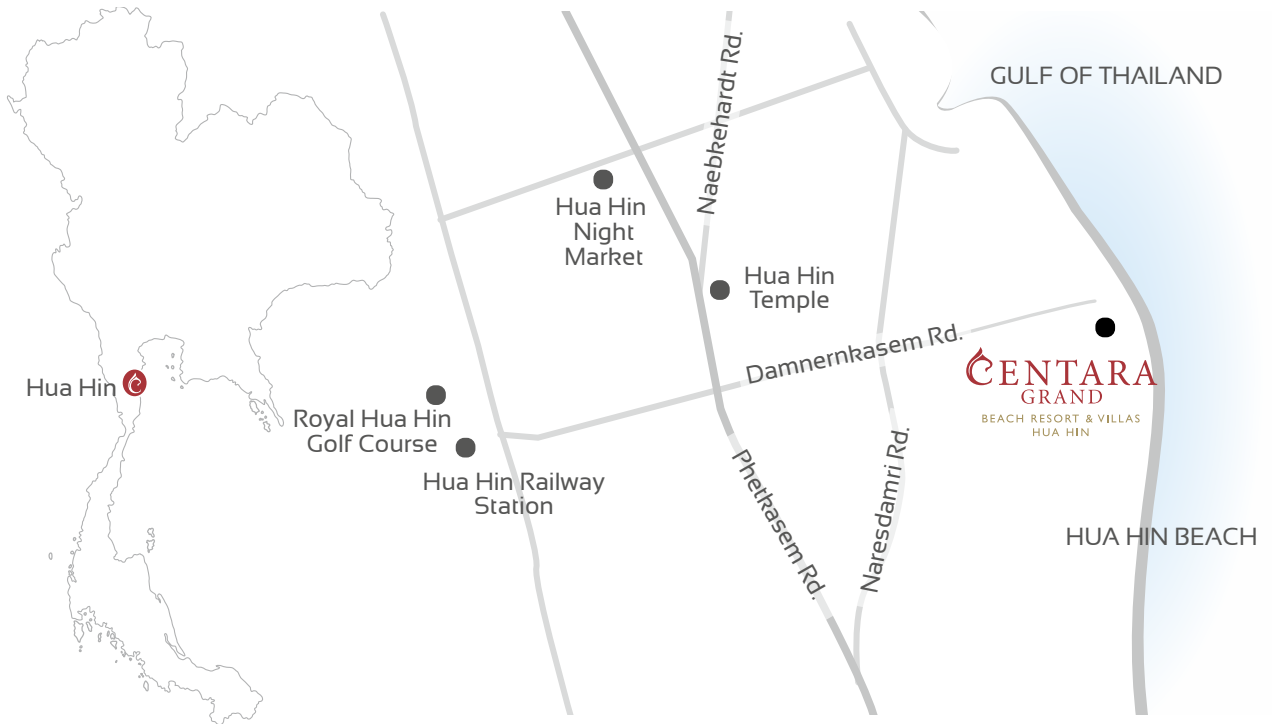 GULF OF THAILAND
Naebkehardt Rd.
Hua Hin
Night
Market
Hua Hin
Temple
Damnernkasem Rd.
CENTARA
GRAND
BEACH RESORT & VILLAS
HUA HIN
Hua Hin
Royal Hua Hin
Golf Course
Hua Hin Railway
Station
Phetkasem Rd.
Naresdamri Rd.
HUA HIN BEACH